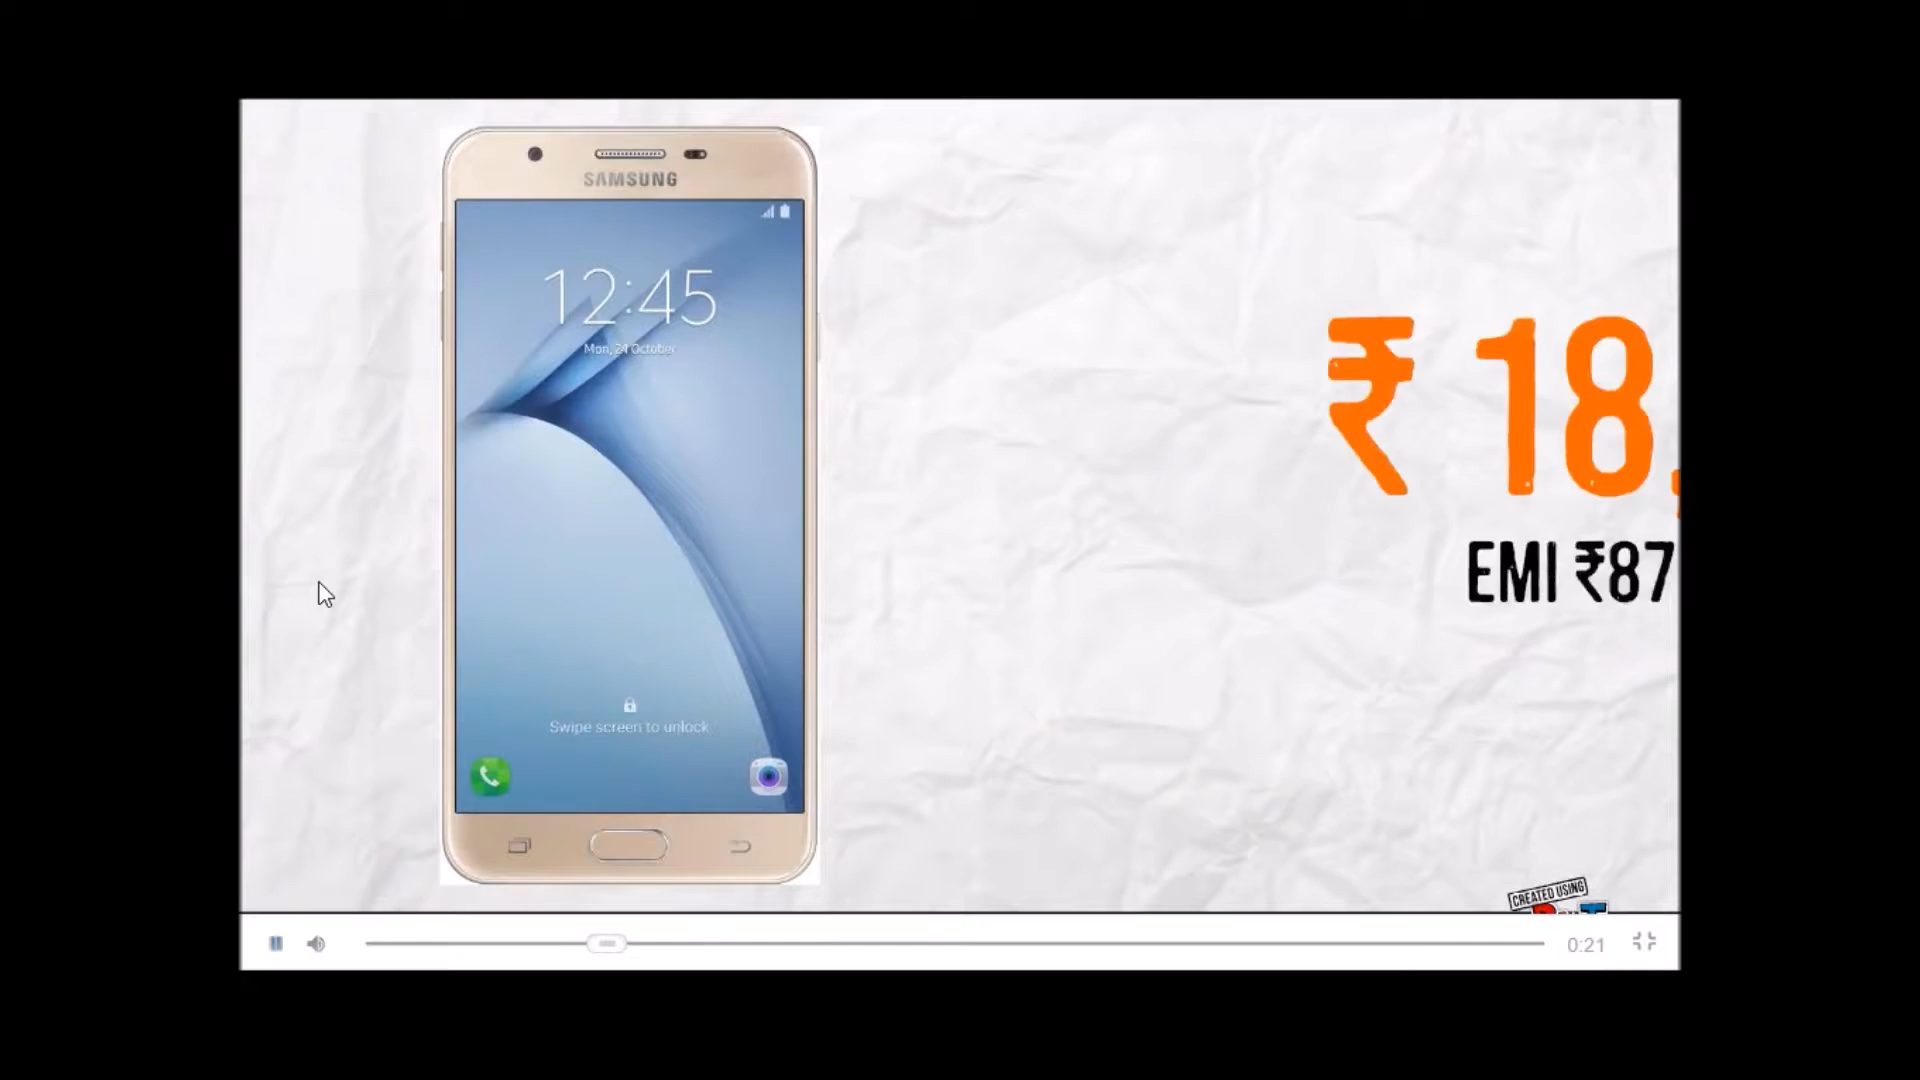 SAMSUNG
12:45
Mon, 24 October
₹ 18,
EMI ₹87
Swipe screen to unlock
CREATED USING
0:21